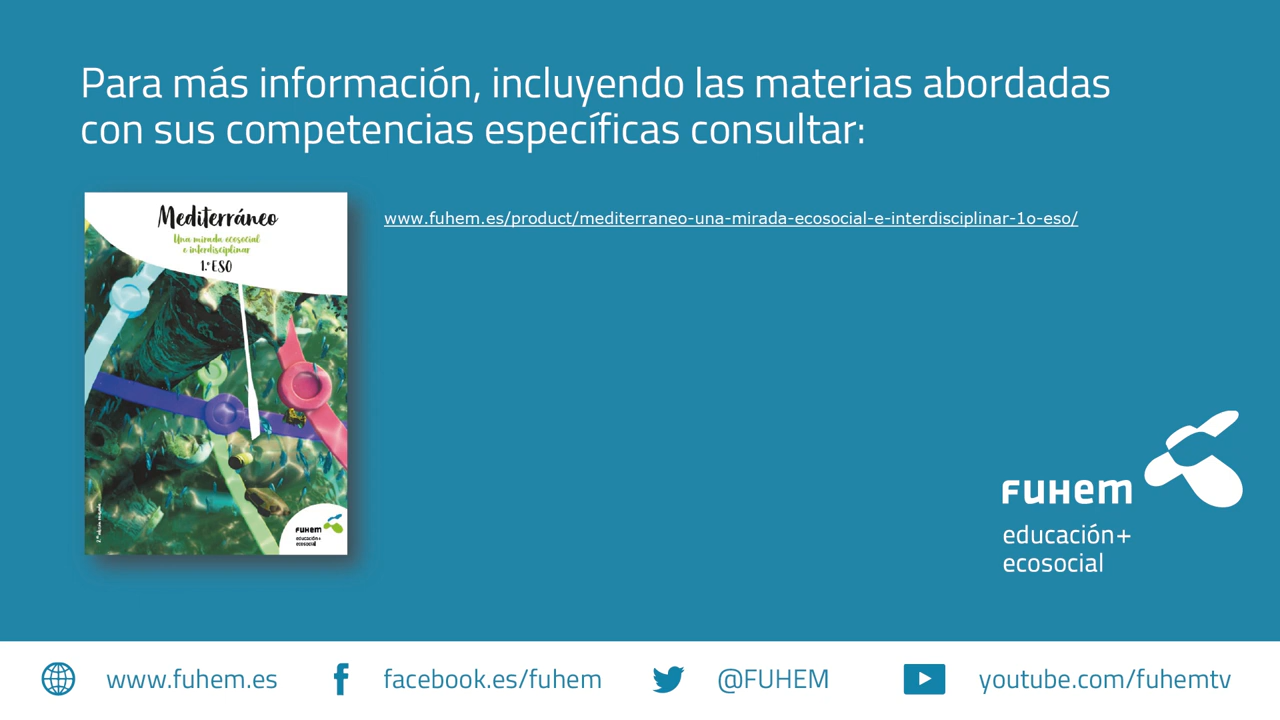 Para más información, incluyendo las materias abordadas
con sus competencias específicas consultar:
Mediterráneo
Una mirada ecosocial
e interdisciplinar
1.º ESO
www.fuhem.es/product/mediterraneo-una-mirada-ecosocial-e-interdisciplinar-1o-eso/
FUHem
educación+
ecosocial
FUHem
educación+
ecosocial
www.fuhem.es
facebook.es/fuhem
@FUHEM
youtube.com/fuhemtv